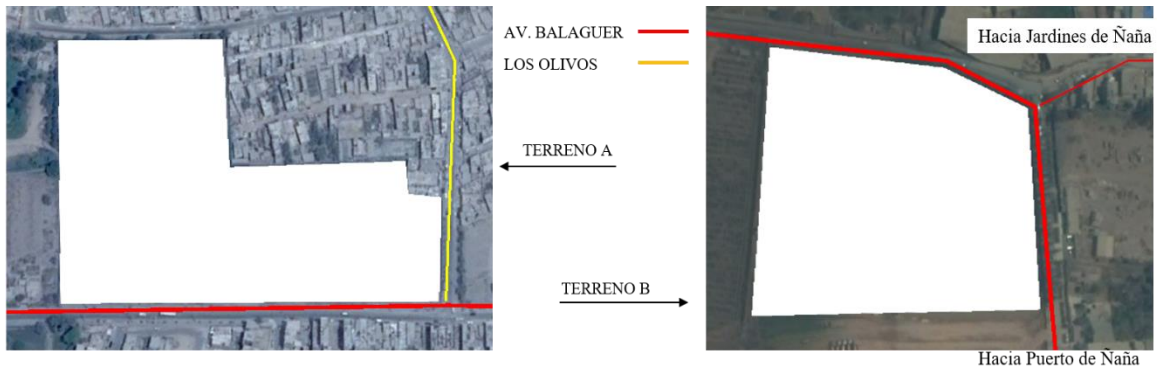 AV. BALAGUER
LOS OLIVOS
TERRENO A
TERRENO B
Hacia Jardines de Ñaña
Hacia Puerto de Ñaña